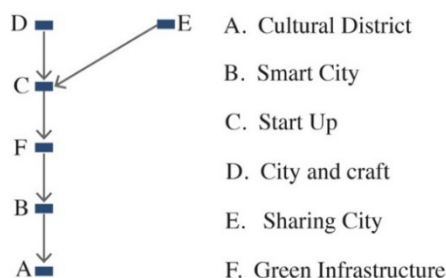 D
E
C
F
B
A
A. Cultural District
B. Smart City
C. Start Up
D. City and craft
E. Sharing City
F. Green Infrastructure